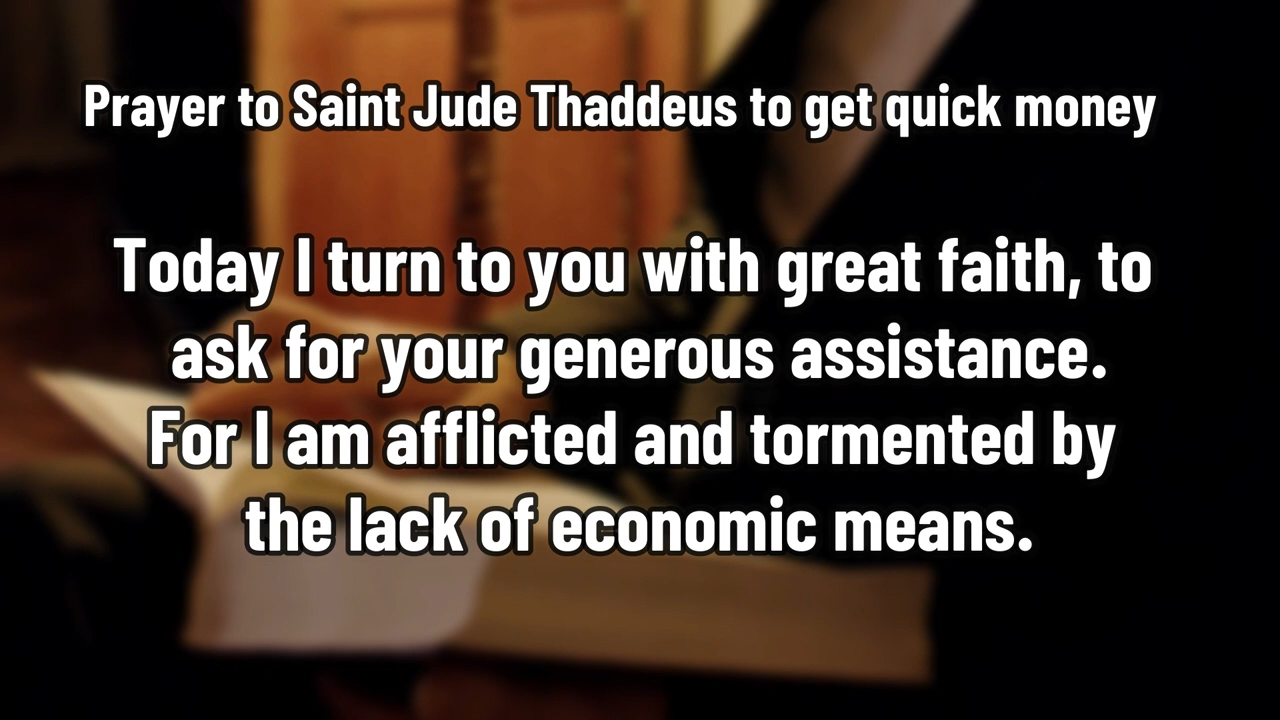 Prayer to Saint Jude Thaddeus to get quick money
Today I turn to you with great faith, to
ask for your generous assistance.
For I am afflicted and tormented by
the lack of economic means.